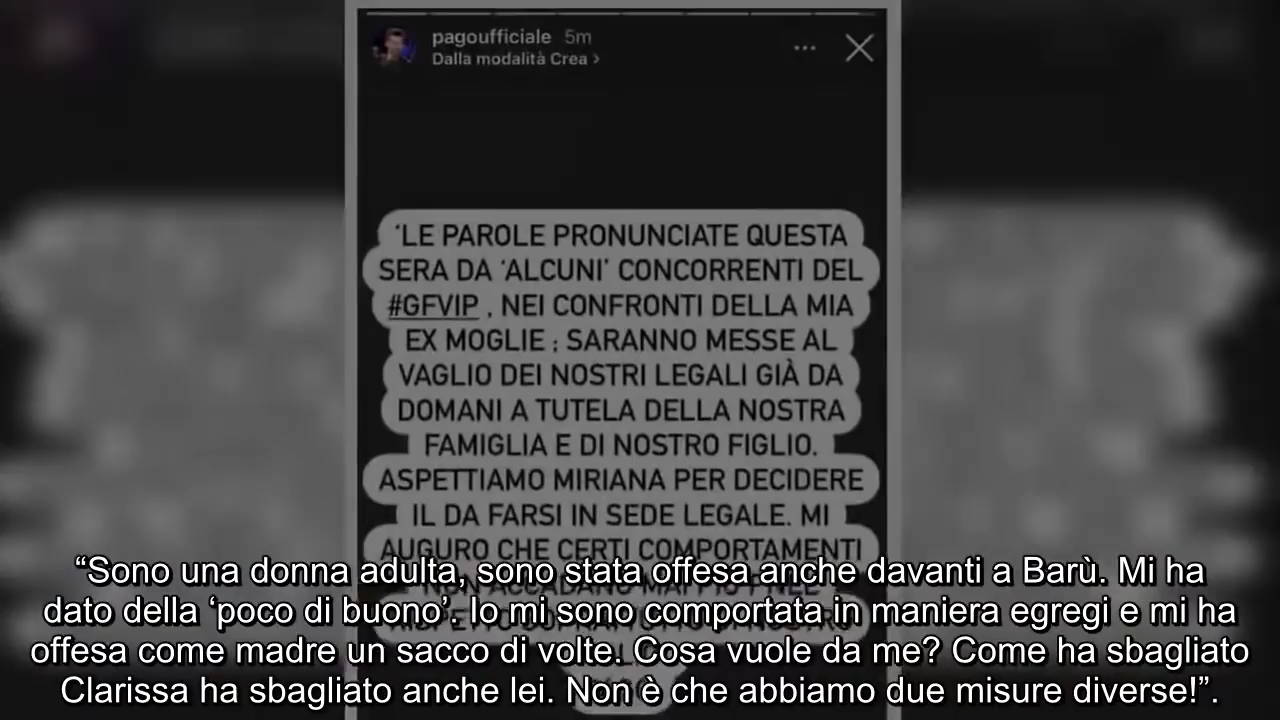 pagoufficiale 5m
Dalla modalità Crea >
'LE PAROLE PRONUNCIATE QUESTA
SERA DA 'ALCUNI' CONCORRENTI DEL
#GFVIP , NEI CONFRONTI DELLA MIA
EX MOGLIE ; SARANNO MESSE AL
VAGLIO DEI NOSTRI LEGALI GIÀ DA
DOMANI A TUTELA DELLA NOSTRA
FAMIGLIA E DI NOSTRO FIGLIO.
ASPETTIAMO MIRIANA PER DECIDERE
IL DA FARSI IN SEDE LEGALE. MI
AUGURO CHE CERTI COMPORTAMENTI
“Sono una donna adulta, sono stata offesa anche davanti a Barù. Mi ha
dato della ‘poco di buono’. Io mi sono comportata in maniera egregi e mi ha
offesa come madre un sacco di volte. Cosa vuole da me? Come ha sbagliato
Clarissa ha sbagliato anche lei. Non è che abbiamo due misure diverse!”.